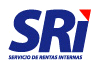 SRi
SERVICIO DE RENTAS INTERNAS